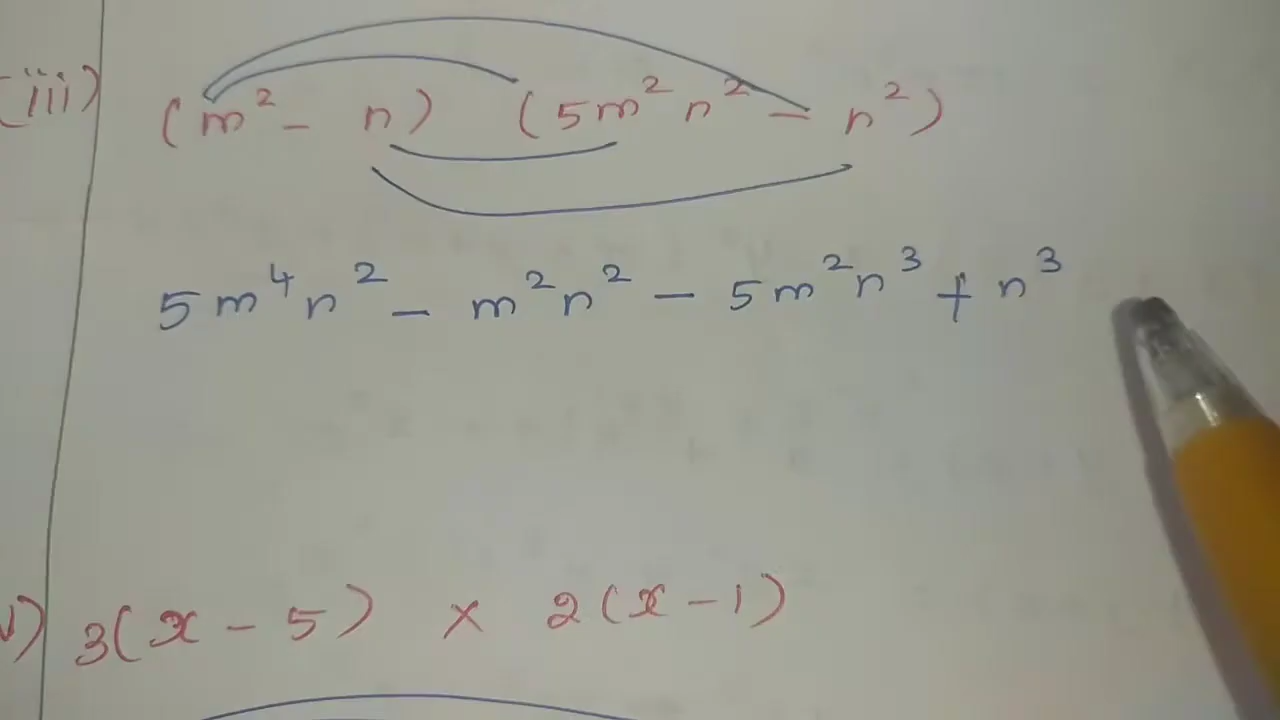 (iii) (m² - n) (5m²n² - n²)
5m⁴n² - m²n² - 5m²n³ + n³
3(x - 5) × 2(x - 1)